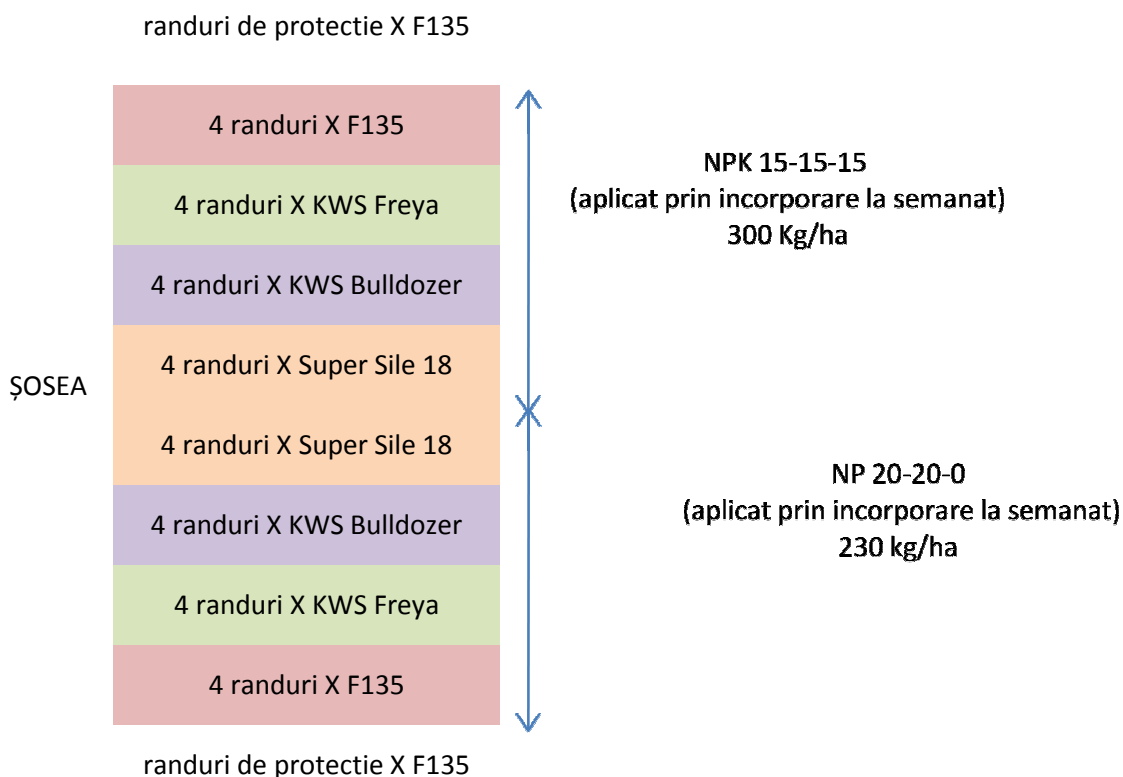 randuri de protectie X F135
4 randuri X F135
4 randuri X KWS Freya
4 randuri X KWS Bulldozer
4 randuri X Super Sile 18
4 randuri X Super Sile 18
4 randuri X KWS Bulldozer
4 randuri X KWS Freya
4 randuri X F135
randuri de protectie X F135
ȘOSEA
NPK 15-15-15
(aplicat prin incorporare la semanat)
300 Kg/ha
NP 20-20-0
(aplicat prin incorporare la semanat)
230 kg/ha